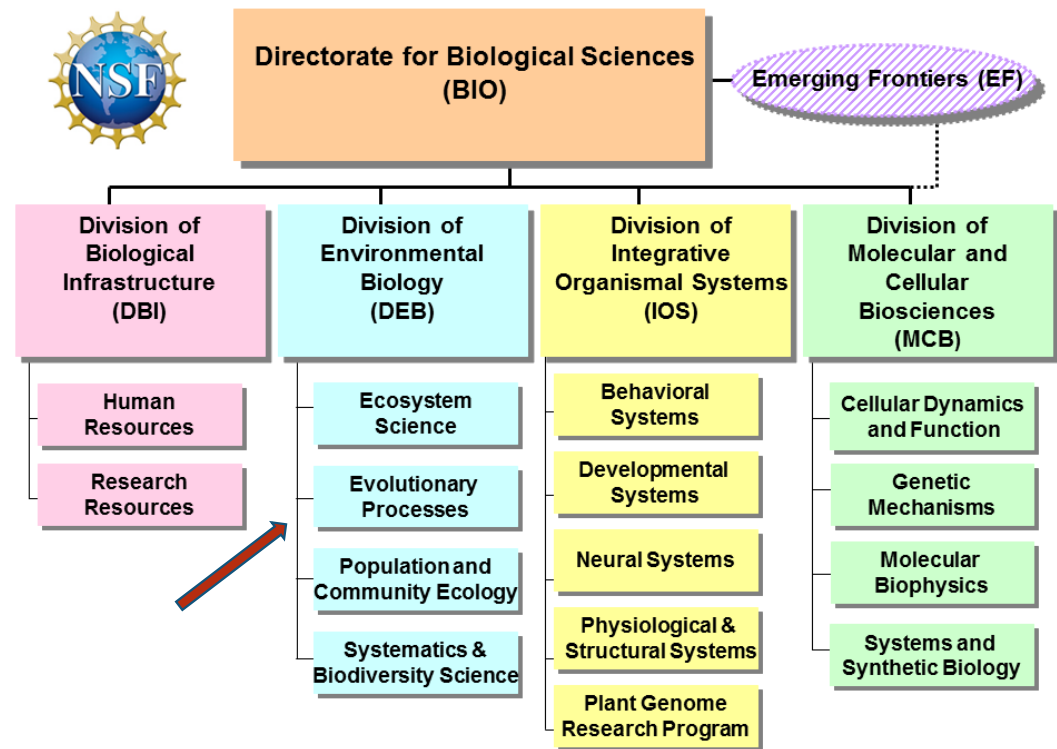 NSF
Directorate for Biological Sciences
(BIO)
Emerging Frontiers (EF)
Division of
Biological
Infrastructure
(DBI)
Human
Resources
Research
Resources
Division of
Environmental
Biology
(DEB)
Ecosystem
Science
Evolutionary
Processes
Population and
Community Ecology
Systematics &
Biodiversity Science
Division of
Integrative
Organismal Systems
(IOS)
Behavioral
Systems
Developmental
Systems
Neural Systems
Physiological &
Structural Systems
Plant Genome
Research Program
Division of
Molecular and
Cellular
Biosciences
(MCB)
Cellular Dynamics
and Function
Genetic
Mechanisms
Molecular
Biophysics
Systems and
Synthetic Biology